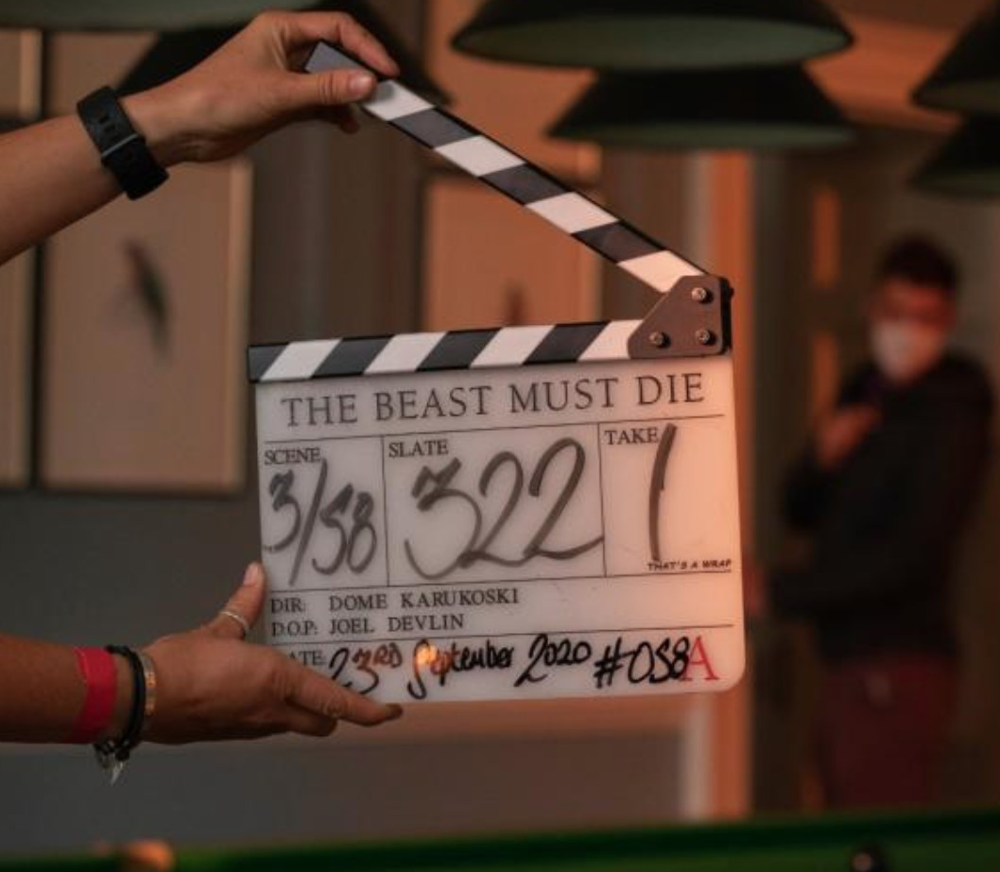 THE BEAST MUST DIE
SCENE SLATE TAKE
3/58 322 1
THAT'S A WRAP
DIR: DOME KARUKOSKI
D.O.P: JOEL DEVLIN
ATE 23RD September 2020 #058 A